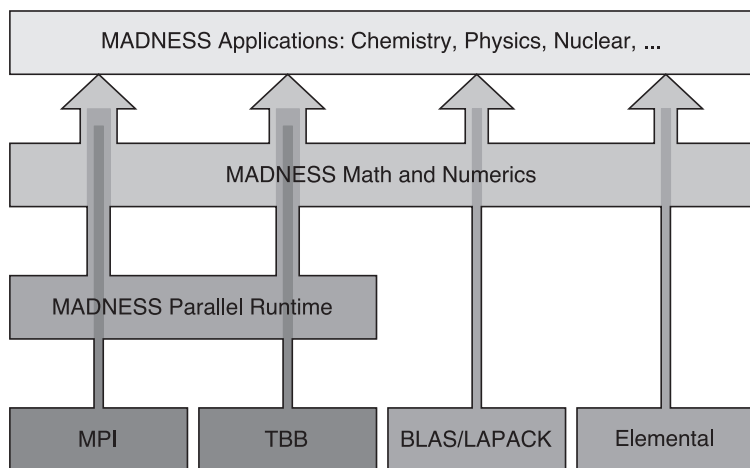 MADNESS Applications: Chemistry, Physics, Nuclear, ...
MADNESS Math and Numerics
MADNESS Parallel Runtime
MPI
TBB
BLAS/LAPACK
Elemental